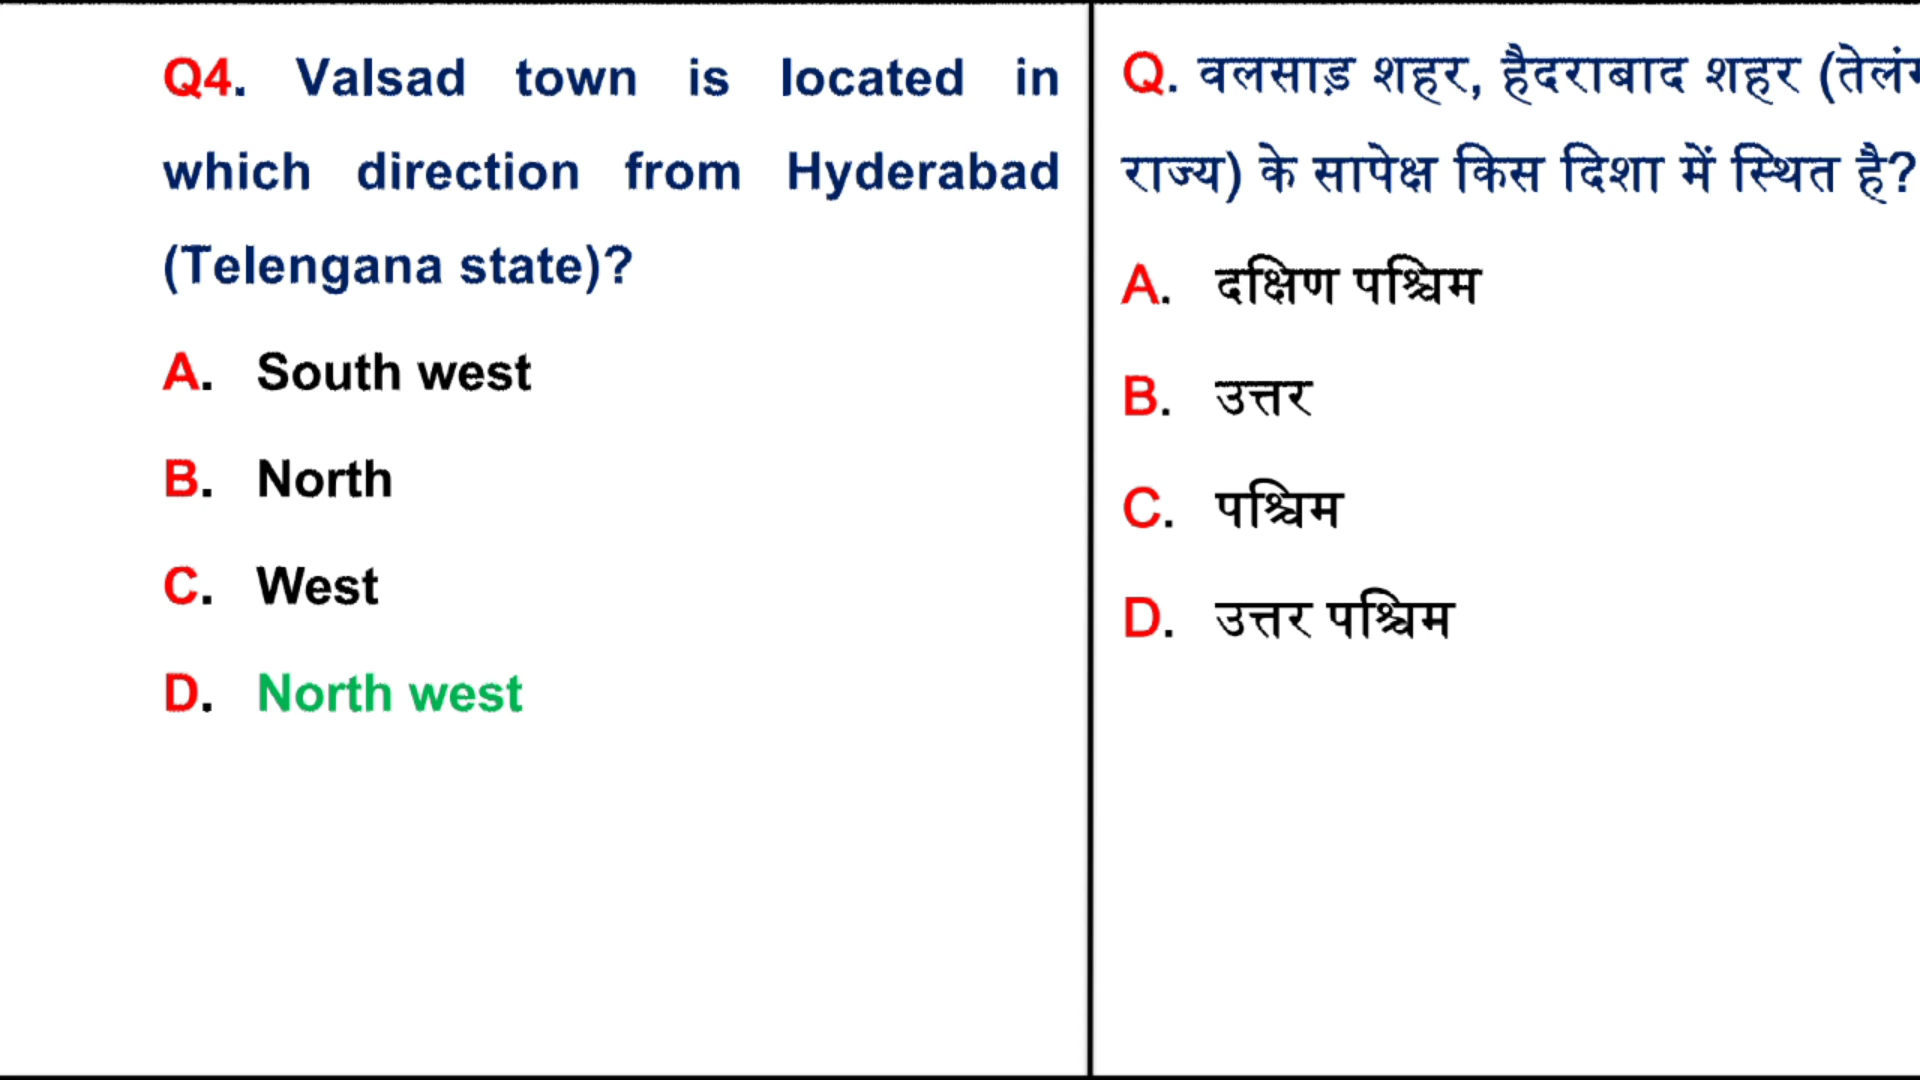 Q4. Valsad town is located in
which direction from Hyderabad
(Telengana state)?
A. South west
B. North
C. West
D. North west
Q. वलसाड़ शहर, हैदराबाद शहर
राज्य) के सापेक्ष किस दिशा में स्थित है?
A. दक्षिण पश्चिम
B. उत्तर
C. पश्चिम
D. उत्तर पश्चिम